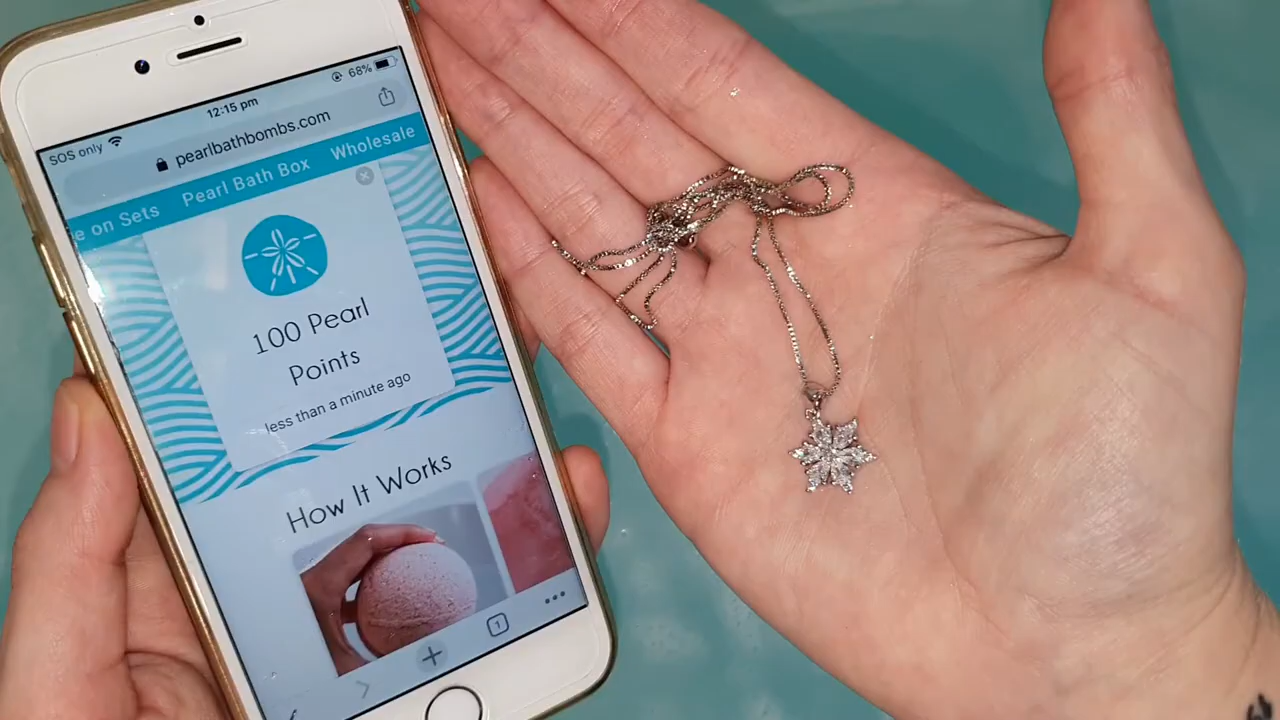 12:15 pm
68%
SOS only
pearlbathbombs.com
e on Sets Pearl Bath Box Wholesale
100 Pearl
Points
less than a minute ago
How It Works
1